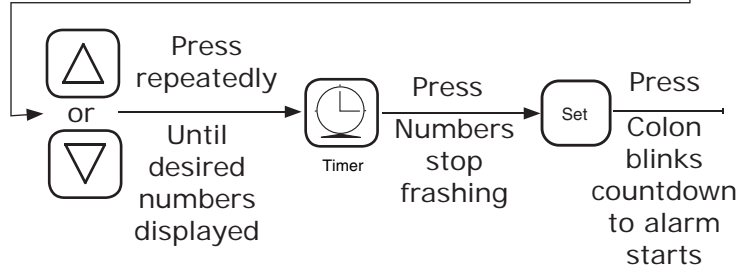 or
Press
repeatedly
Until
desired
numbers
displayed
Timer
Press
Numbers
stop
frashing
Set
Press
Colon
blinks
countdown
to alarm
starts